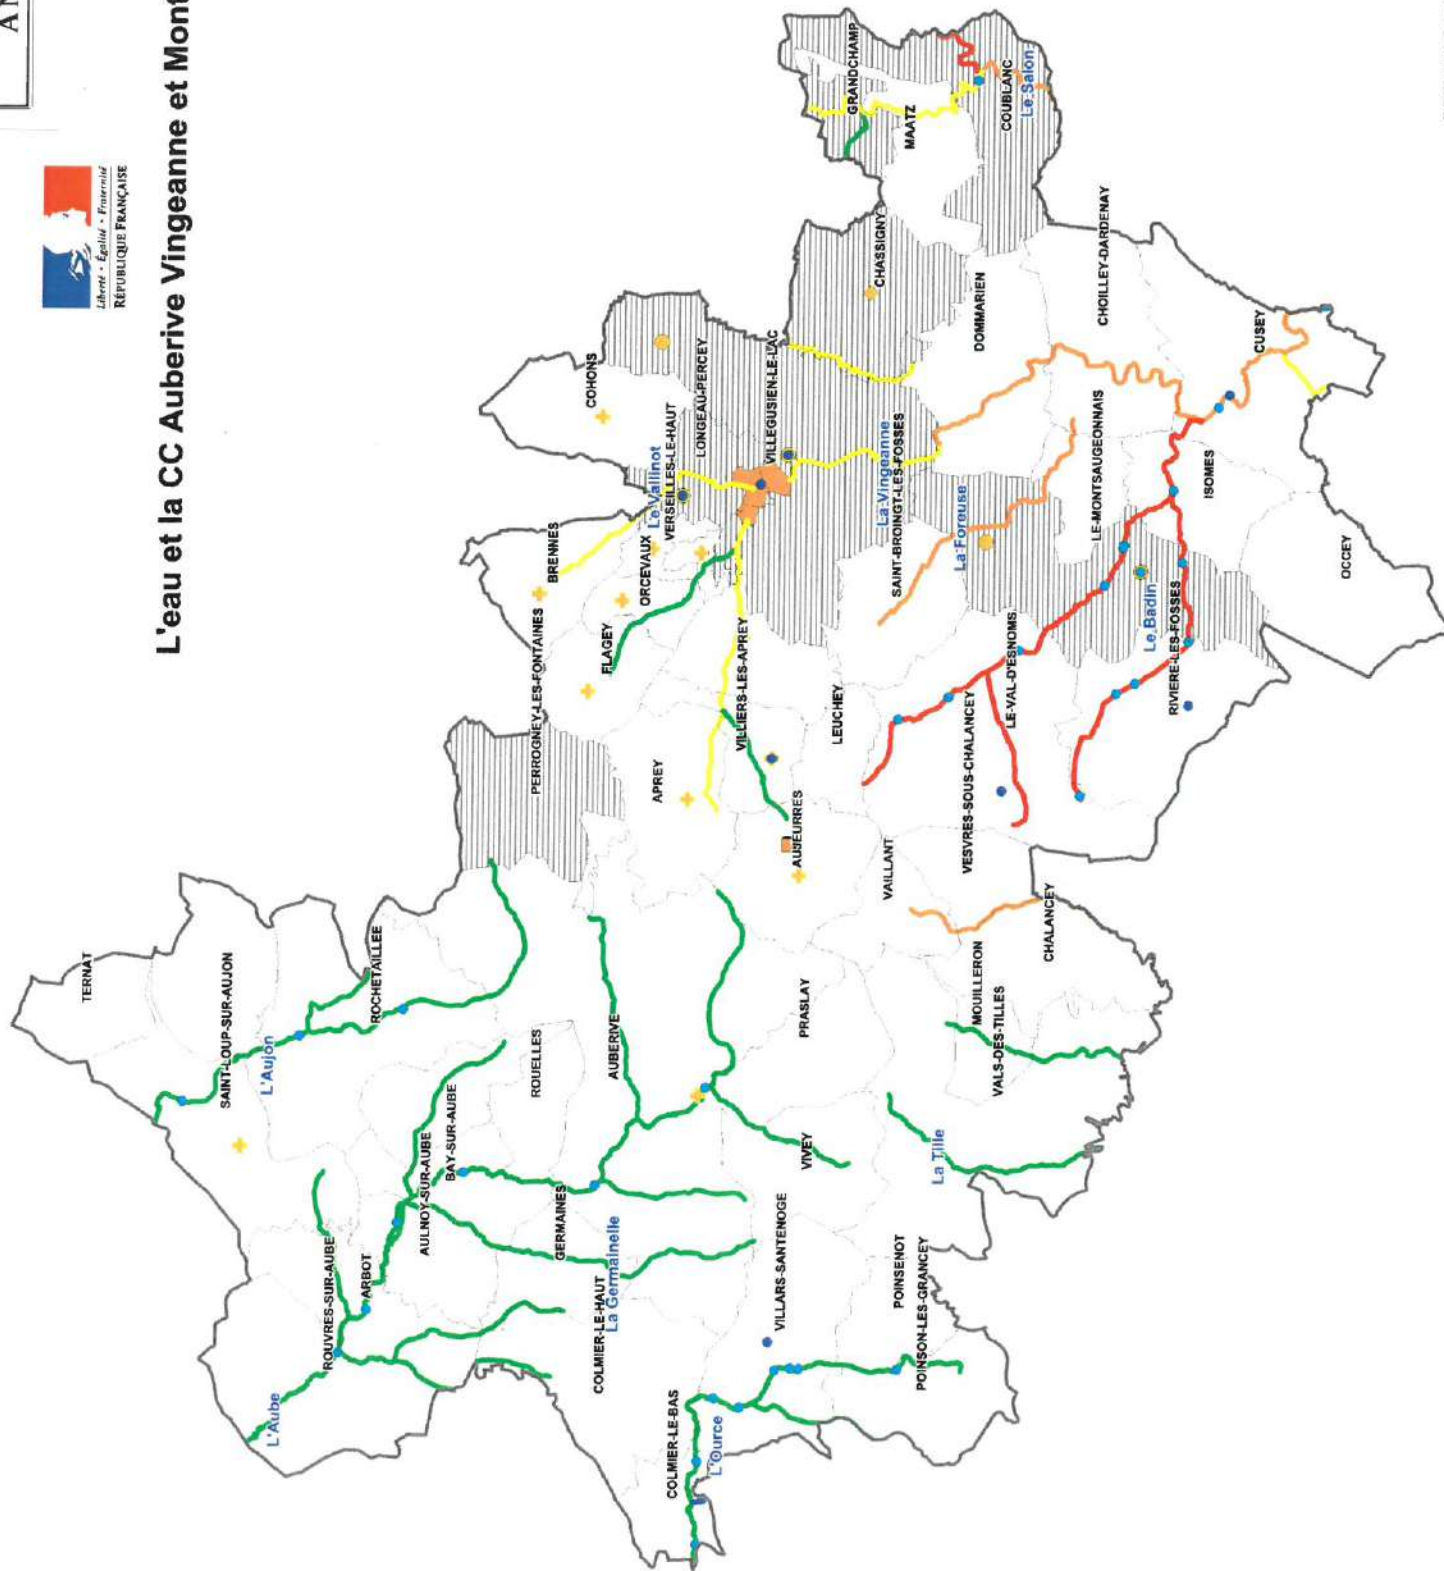 AN
Liberté • Égalité • Fraternité
RÉPUBLIQUE FRANÇAISE
L'eau et la CC Auberive Vingeanne et Mont
TERNAT
SAINT-LOUP-SUR-AUJON
L'Aujon
ROCHETAILLEE
L'Aube
ROUVRES-SUR-AUBE
ARBOT
AULNOY-SUR-AUBE
BAY-SUR-AUBE
ROUELLES
AUBERIVE
GERMAINES
La Germainelle
COLMIER-LE-HAUT
COLMIER-LE-BAS
L'Ource
VILLARS-SANTENOGE
VIVEY
PRASLAY
POINSENOT
POINSON-LES-GRANCEY
La Tille
MOUILLERON
VALS-DES-TILLES
CHALANCEY
VAILLANT
VESVRES-SOUS-CHALANCEY
LE-VAL-D'ESNOMS
LEUCHEY
AUJEURRES
APREY
VILLIERS-LES-APREY
PERROGNEY-LES-FONTAINES
FLAGEY
ORCEVAUX
BRENNES
COHONS
Le Vallinot
VERSEILLES-LE-HAUT
LONGEAU-PERCEY
VILLEGUSIEN-LE-LAC
La Vingeanne
SAINT-BROINGT-LES-FOSSES
La Foreuse
LE-MONTSAUGEONNAIS
Le Badin
RIVIERE-LES-FOSSES
ISOMES
OCCEY
CUSEY
CHOILLEY-DARDENAY
DOMMARIEN
CHASSIGNY
GRANDCHAMP
MAATZ
COUBLANC
Le Salon